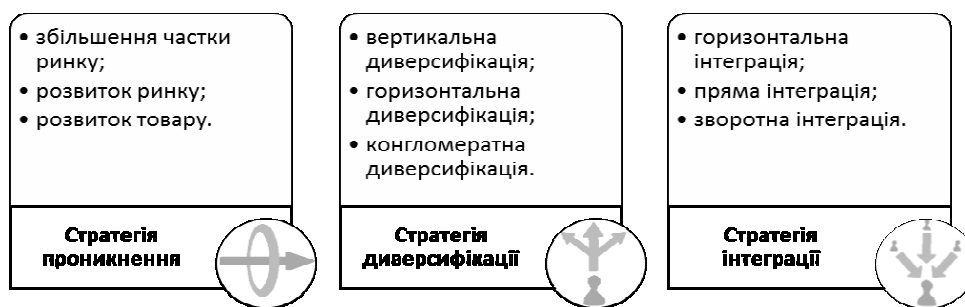 • збільшення частки
ринку;
• розвиток ринку;
• розвиток товару.
Стратегія
проникнення
• вертикальна
диверсифікація;
• горизонтальна
диверсифікація;
• конгломератна
диверсифікація.
Стратегія
диверсифікації
• горизонтальна
інтеграція;
• пряма інтеграція;
• зворотна інтеграція.
Стратегія
інтеграції